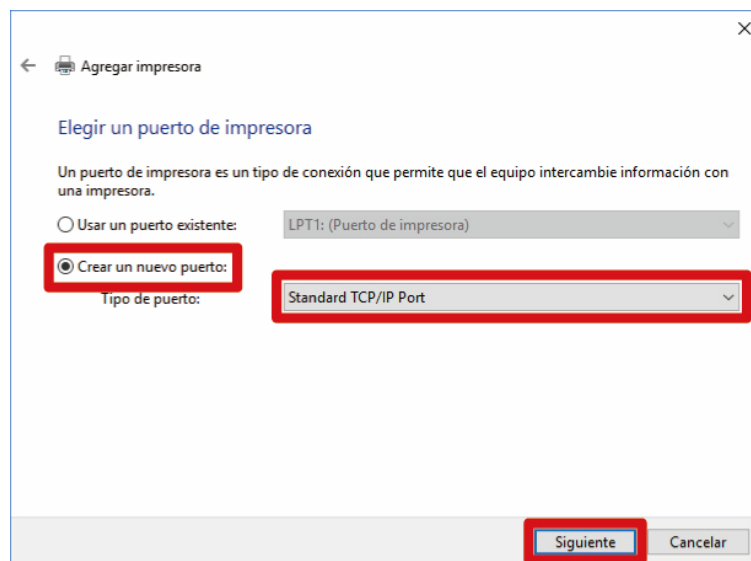 Agregar impresora
Elegir un puerto de impresora
Un puerto de impresora es un tipo de conexión que permite que el equipo intercambie información con
una impresora.
Usar un puerto existente:
LPT1: (Puerto de impresora)
Crear un nuevo puerto:
Tipo de puerto:
Standard TCP/IP Port
Siguiente
Cancelar